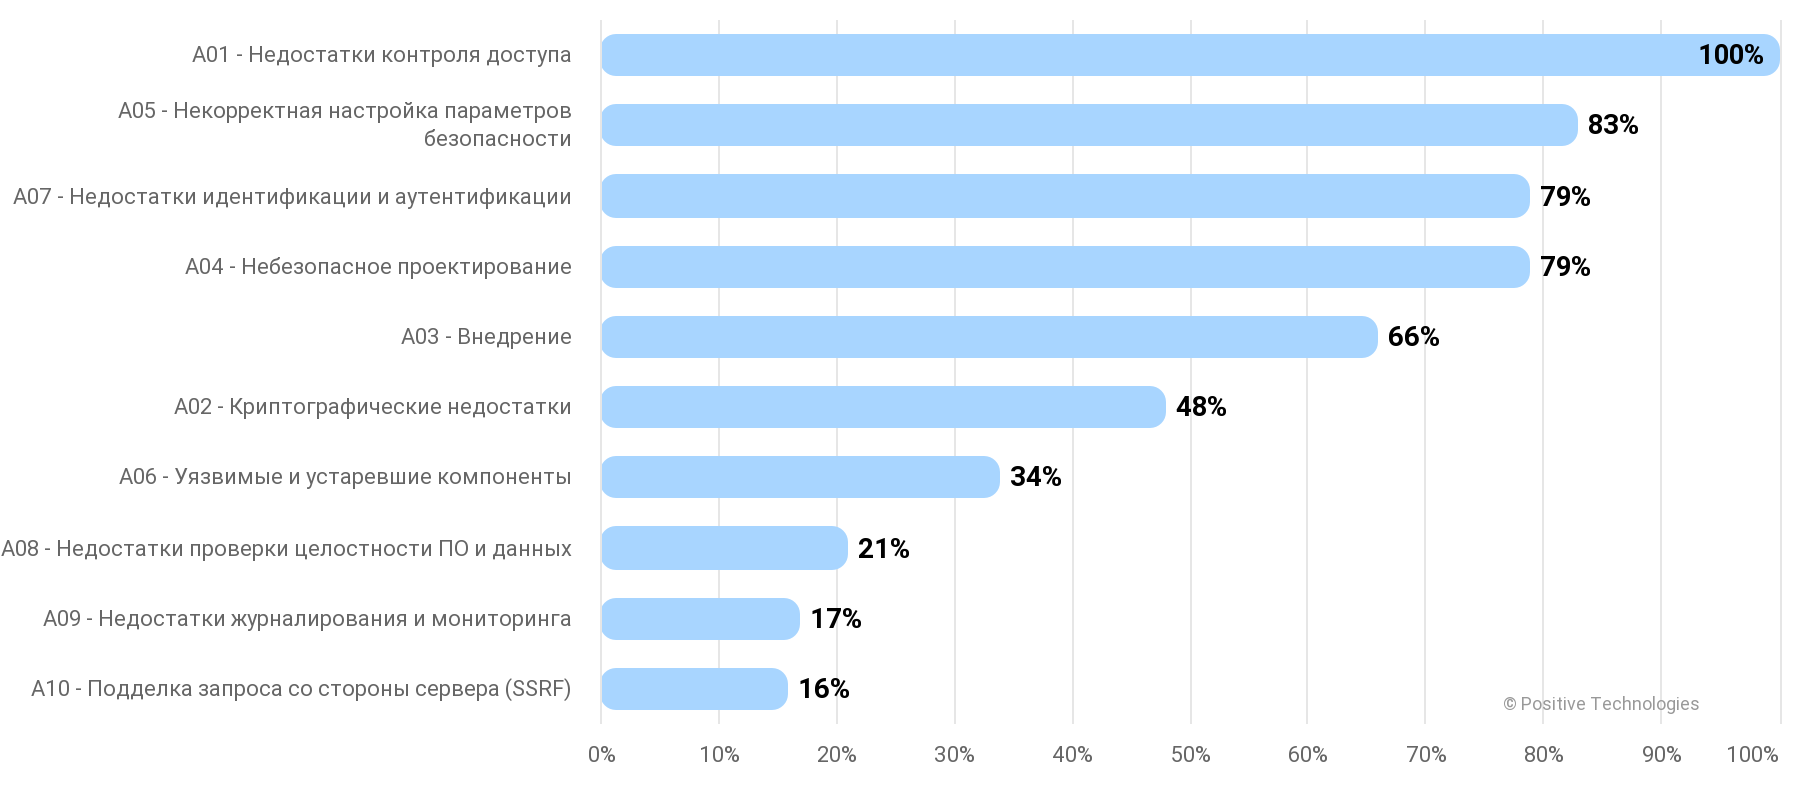 A01 - Недостатки контроля доступа
100%
A05 - Некорректная настройка параметров
безопасности
83%
A07 - Недостатки идентификации и аутентификации
79%
A04 - Небезопасное проектирование
79%
A03 - Внедрение
66%
A02 - Криптографические недостатки
48%
A06 - Уязвимые и устаревшие компоненты
34%
A08 - Недостатки проверки целостности ПО и данных
21%
A09 - Недостатки журналирования и мониторинга
17%
A10 - Подделка запроса со стороны сервера (SSRF)
16%
© Positive Technologies
0% 10% 20% 30% 40% 50% 60% 70% 80% 90% 100%